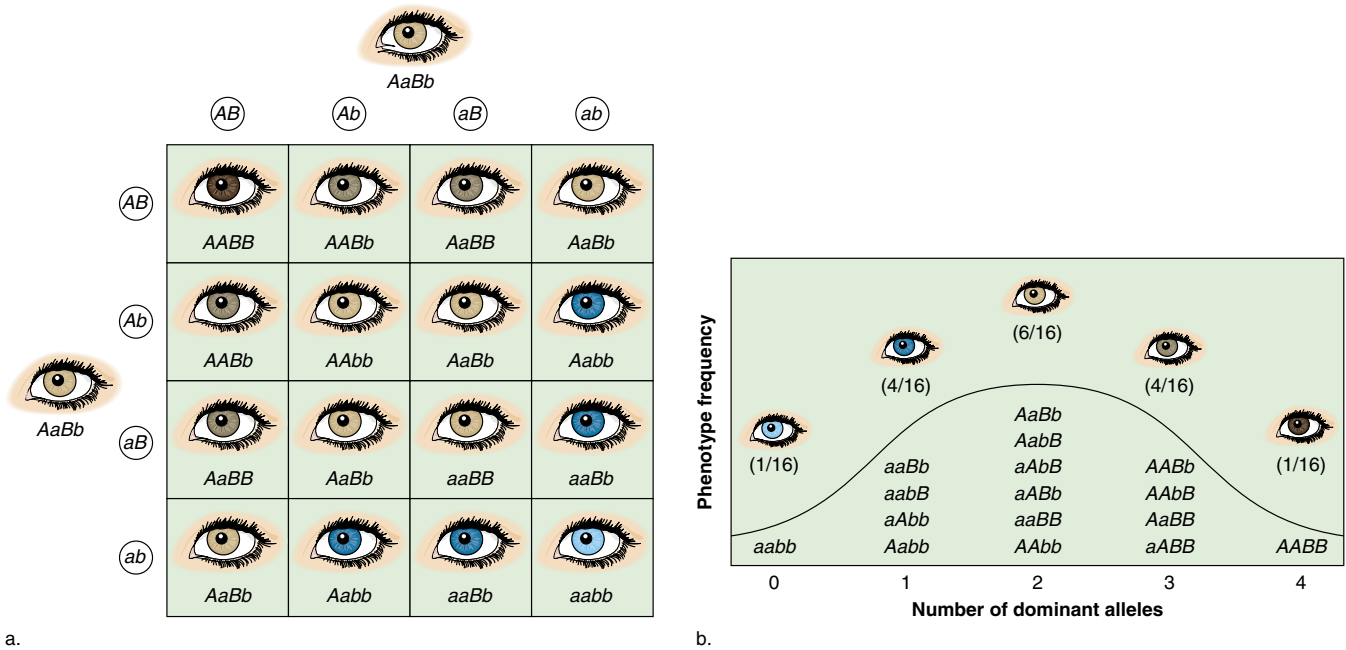 AaBb
AB Ab aB ab
AB
AABB AABb AaBB AaBb
Ab
AABb AAbb AaBb Aabb
AaBb
aB
AaBB AaBb aaBB aaBb
ab
AaBb Aabb aaBb aabb
a.
Phenotype frequency
(1/16)
(4/16)
(6/16)
(4/16)
(1/16)
aabb
aaBb
aabB
aAbb
Aabb
AaBb
AabB
aAbB
aABb
aaBB
AAbb
AABb
AAbB
AaBB
aABB
AABB
0 1 2 3 4
Number of dominant alleles
b.